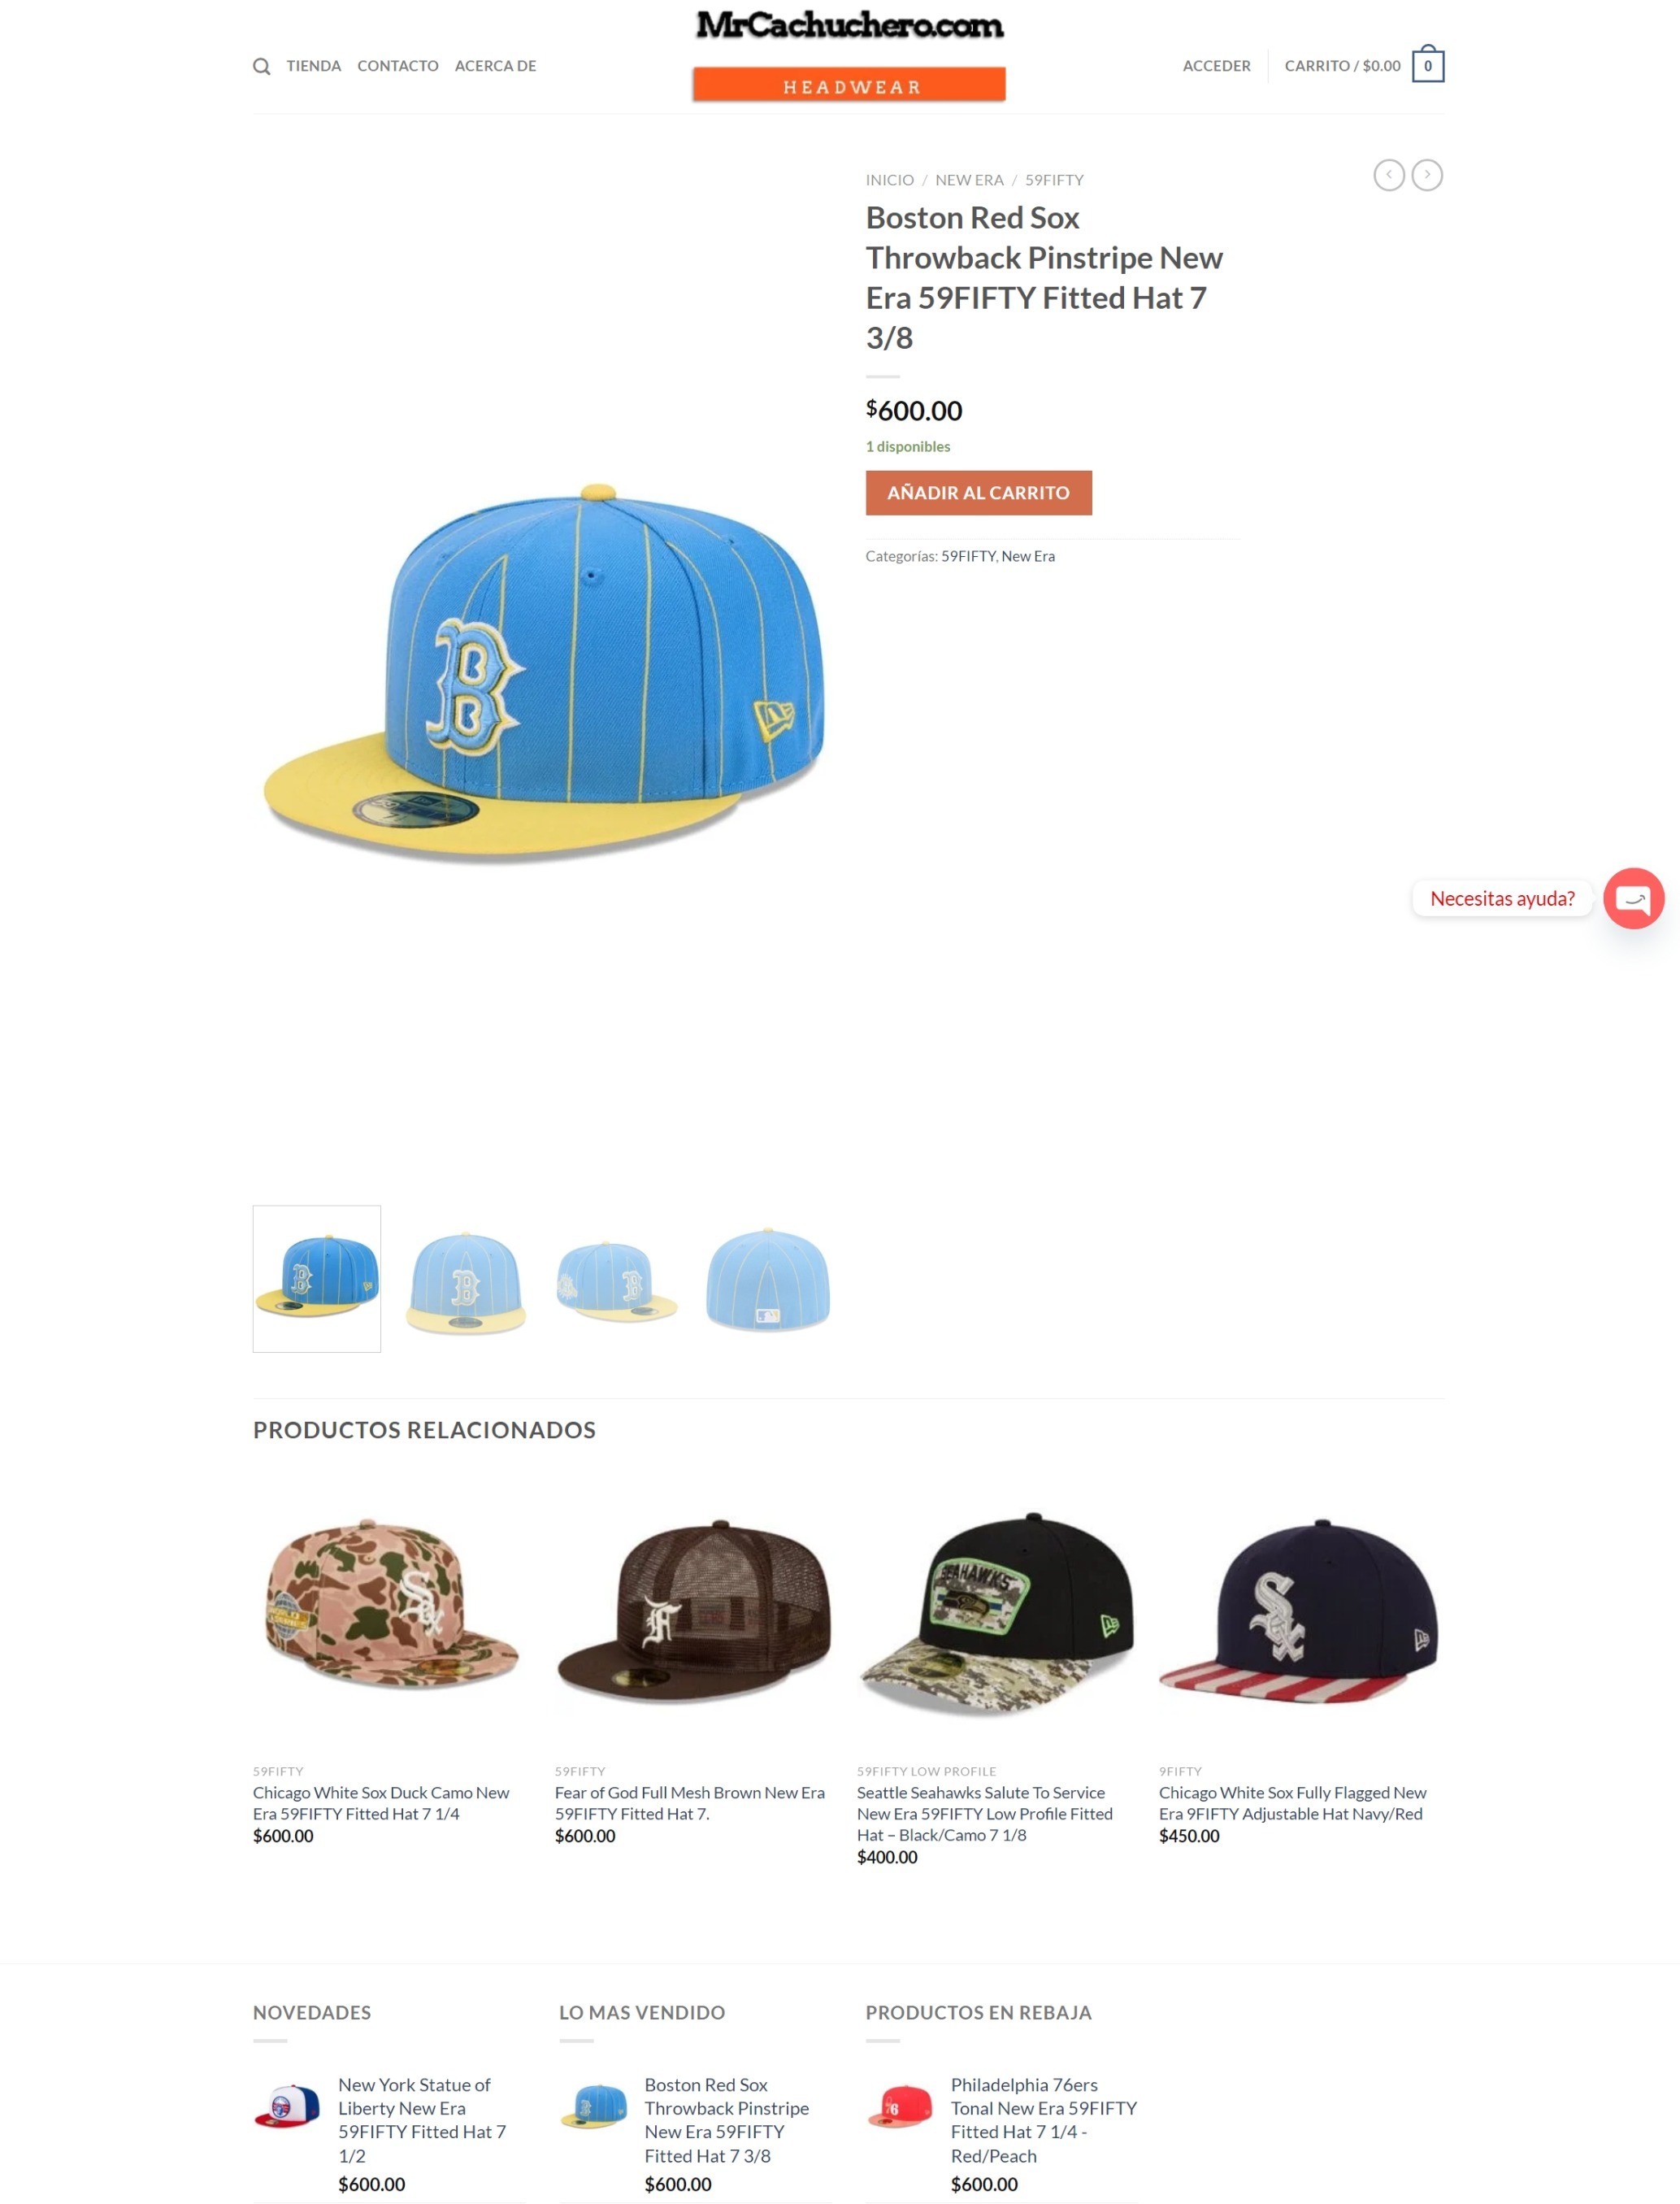 MrCachuchero.com
HEADWEAR
TIENDA CONTACTO ACERCA DE
ACCEDER CARRITO / $0.00 0
INICIO / NEW ERA / 59FIFTY
Boston Red Sox
Throwback Pinstripe New
Era 59FIFTY Fitted Hat 7
3/8
$600.00
1 disponibles
AÑADIR AL CARRITO
Categorías: 59FIFTY, New Era
B
Necesitas ayuda?
PRODUCTOS RELACIONADOS
SEAHAWKS
59FIFTY
Chicago White Sox Duck Camo New
Era 59FIFTY Fitted Hat 7 1/4
$600.00
59FIFTY
Fear of God Full Mesh Brown New Era
59FIFTY Fitted Hat 7.
$600.00
59FIFTY LOW PROFILE
Seattle Seahawks Salute To Service
New Era 59FIFTY Low Profile Fitted
Hat – Black/Camo 7 1/8
$400.00
9FIFTY
Chicago White Sox Fully Flagged New
Era 9FIFTY Adjustable Hat Navy/Red
$450.00
NOVEDADES
New York Statue of
Liberty New Era
59FIFTY Fitted Hat 7
1/2
$600.00
LO MAS VENDIDO
Boston Red Sox
Throwback Pinstripe
New Era 59FIFTY
Fitted Hat 7 3/8
$600.00
PRODUCTOS EN REBAJA
Philadelphia 76ers
Tonal New Era 59FIFTY
Fitted Hat 7 1/4 -
Red/Peach
$600.00